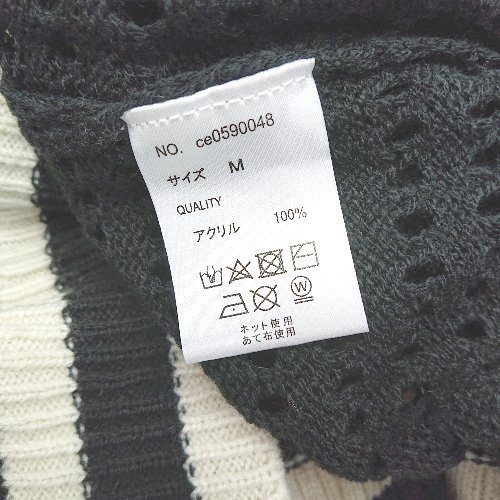 NO. ce0590048
サイズ M
QUALITY
アクリル 100%
W
ネット使用
あて布使用